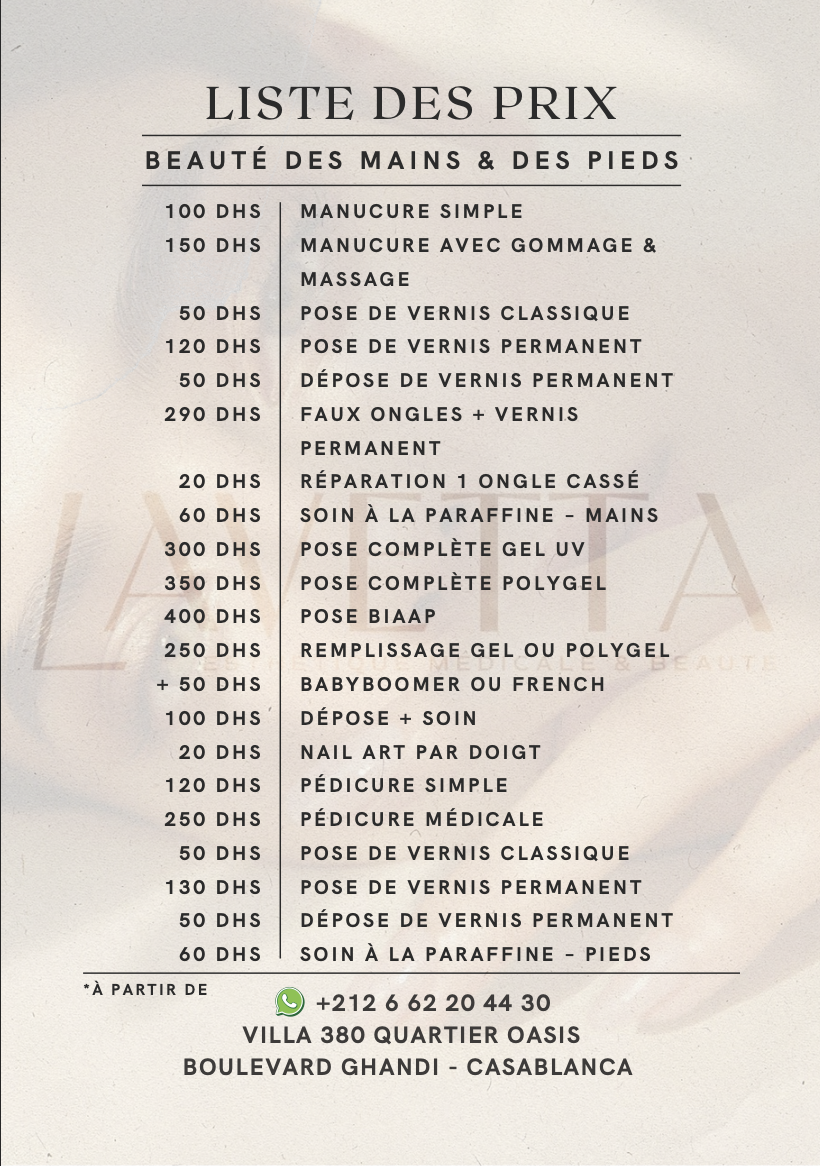 LISTE DES PRIX
BEAUTÉ DES MAINS & DES PIEDS
100 DHS MANUCURE SIMPLE
150 DHS MANUCURE AVEC GOMMAGE &
MASSAGE
50 DHS POSE DE VERNIS CLASSIQUE
120 DHS POSE DE VERNIS PERMANENT
50 DHS DÉPOSE DE VERNIS PERMANENT
290 DHS FAUX ONGLES + VERNIS
PERMANENT
20 DHS RÉPARATION 1 ONGLE CASSÉ
60 DHS SOIN À LA PARAFFINE – MAINS
300 DHS POSE COMPLÈTE GEL UV
350 DHS POSE COMPLÈTE POLYGEL
400 DHS POSE BIAAP
250 DHS REMPLISSAGE GEL OU POLYGEL
+ 50 DHS BABYBOOMER OU FRENCH
100 DHS DÉPOSE + SOIN
20 DHS NAIL ART PAR DOIGT
120 DHS PÉDICURE SIMPLE
250 DHS PÉDICURE MÉDICALE
50 DHS POSE DE VERNIS CLASSIQUE
130 DHS POSE DE VERNIS PERMANENT
50 DHS DÉPOSE DE VERNIS PERMANENT
60 DHS SOIN À LA PARAFFINE – PIEDS
*À PARTIR DE
+212 6 62 20 44 30
VILLA 380 QUARTIER OASIS
BOULEVARD GHANDI - CASABLANCA
LAVETTA
ESTHÉTIQUE MÉDICALE & BEAUTÉ